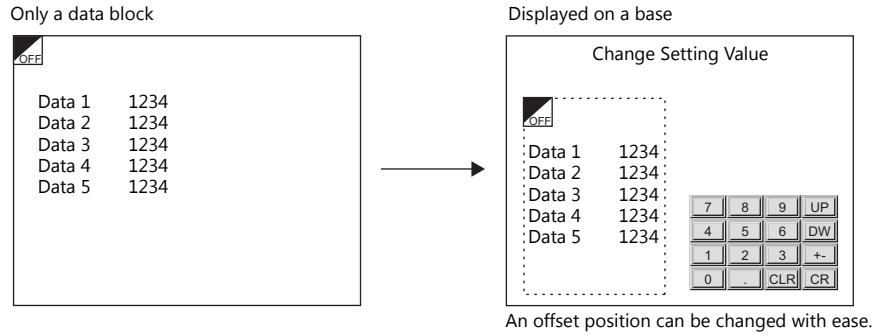 Only a data block
OFF
Data 1 1234
Data 2 1234
Data 3 1234
Data 4 1234
Data 5 1234
Displayed on a base
Change Setting Value
OFF
Data 1 1234
Data 2 1234
Data 3 1234
Data 4 1234
Data 5 1234
7 8 9 UP
4 5 6 DW
1 2 3 +-
0 . CLR CR
An offset position can be changed with ease.